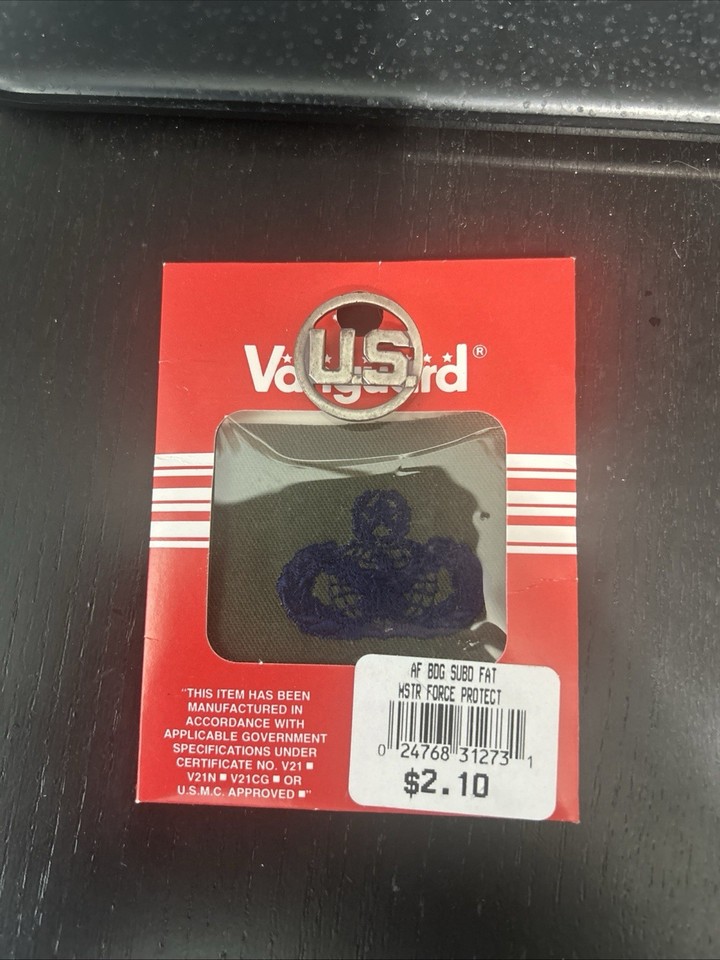 U.S.
Vanguard®
AF BDG SUBD FAT
MSTR FORCE PROTECT
0 24768 31273 1
$2.10
"THIS ITEM HAS BEEN
MANUFACTURED IN
ACCORDANCE WITH
APPLICABLE GOVERNMENT
SPECIFICATIONS UNDER
CERTIFICATE NO. V21 ■
V21N ■ V21CG ■ OR
U.S.M.C. APPROVED ■"